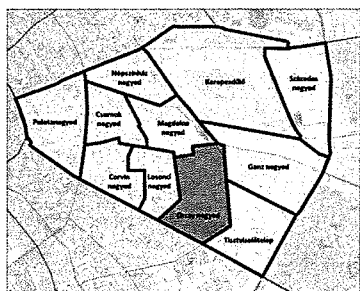 Népszínház
negyed
Kerepesdűlő
Százados
negyed
Palotanegyed
Csarnok
negyed
Magdolna
negyed
Ganz negyed
Corvin
negyed
Losonci
negyed
Orczy negyed
Tisztviselőtelep